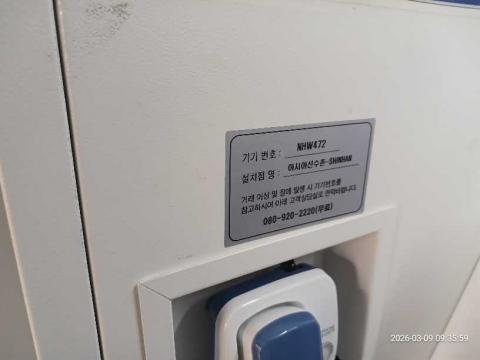 기기 번호 : NHW472
설치점 명 : 아시아선수촌-SHINHAN
거래 이상 및 장애 발생 시 기기번호를
참고하시어 아래 고객상담실로 연락바랍니다.
080-920-2220(무료)
2026-03-09 09:35:59